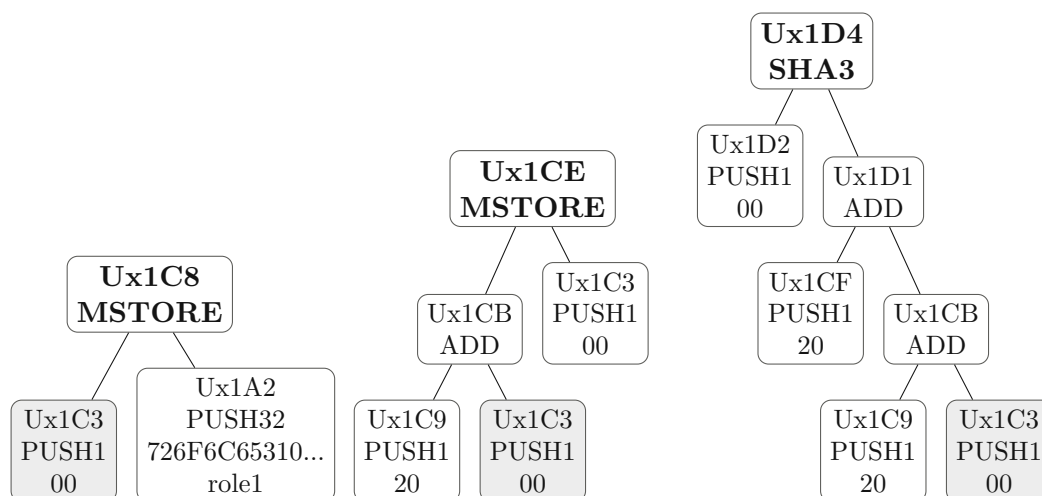 Ux1D4
SHA3
Ux1D2
PUSH1
00
Ux1D1
ADD
Ux1CE
MSTORE
Ux1C8
MSTORE
Ux1CB
ADD
Ux1C3
PUSH1
00
Ux1CF
PUSH1
20
Ux1CB
ADD
Ux1C3
PUSH1
00
Ux1A2
PUSH32
726F6C65310...
role1
Ux1C9
PUSH1
20
Ux1C3
PUSH1
00
Ux1C9
PUSH1
20
Ux1C3
PUSH1
00